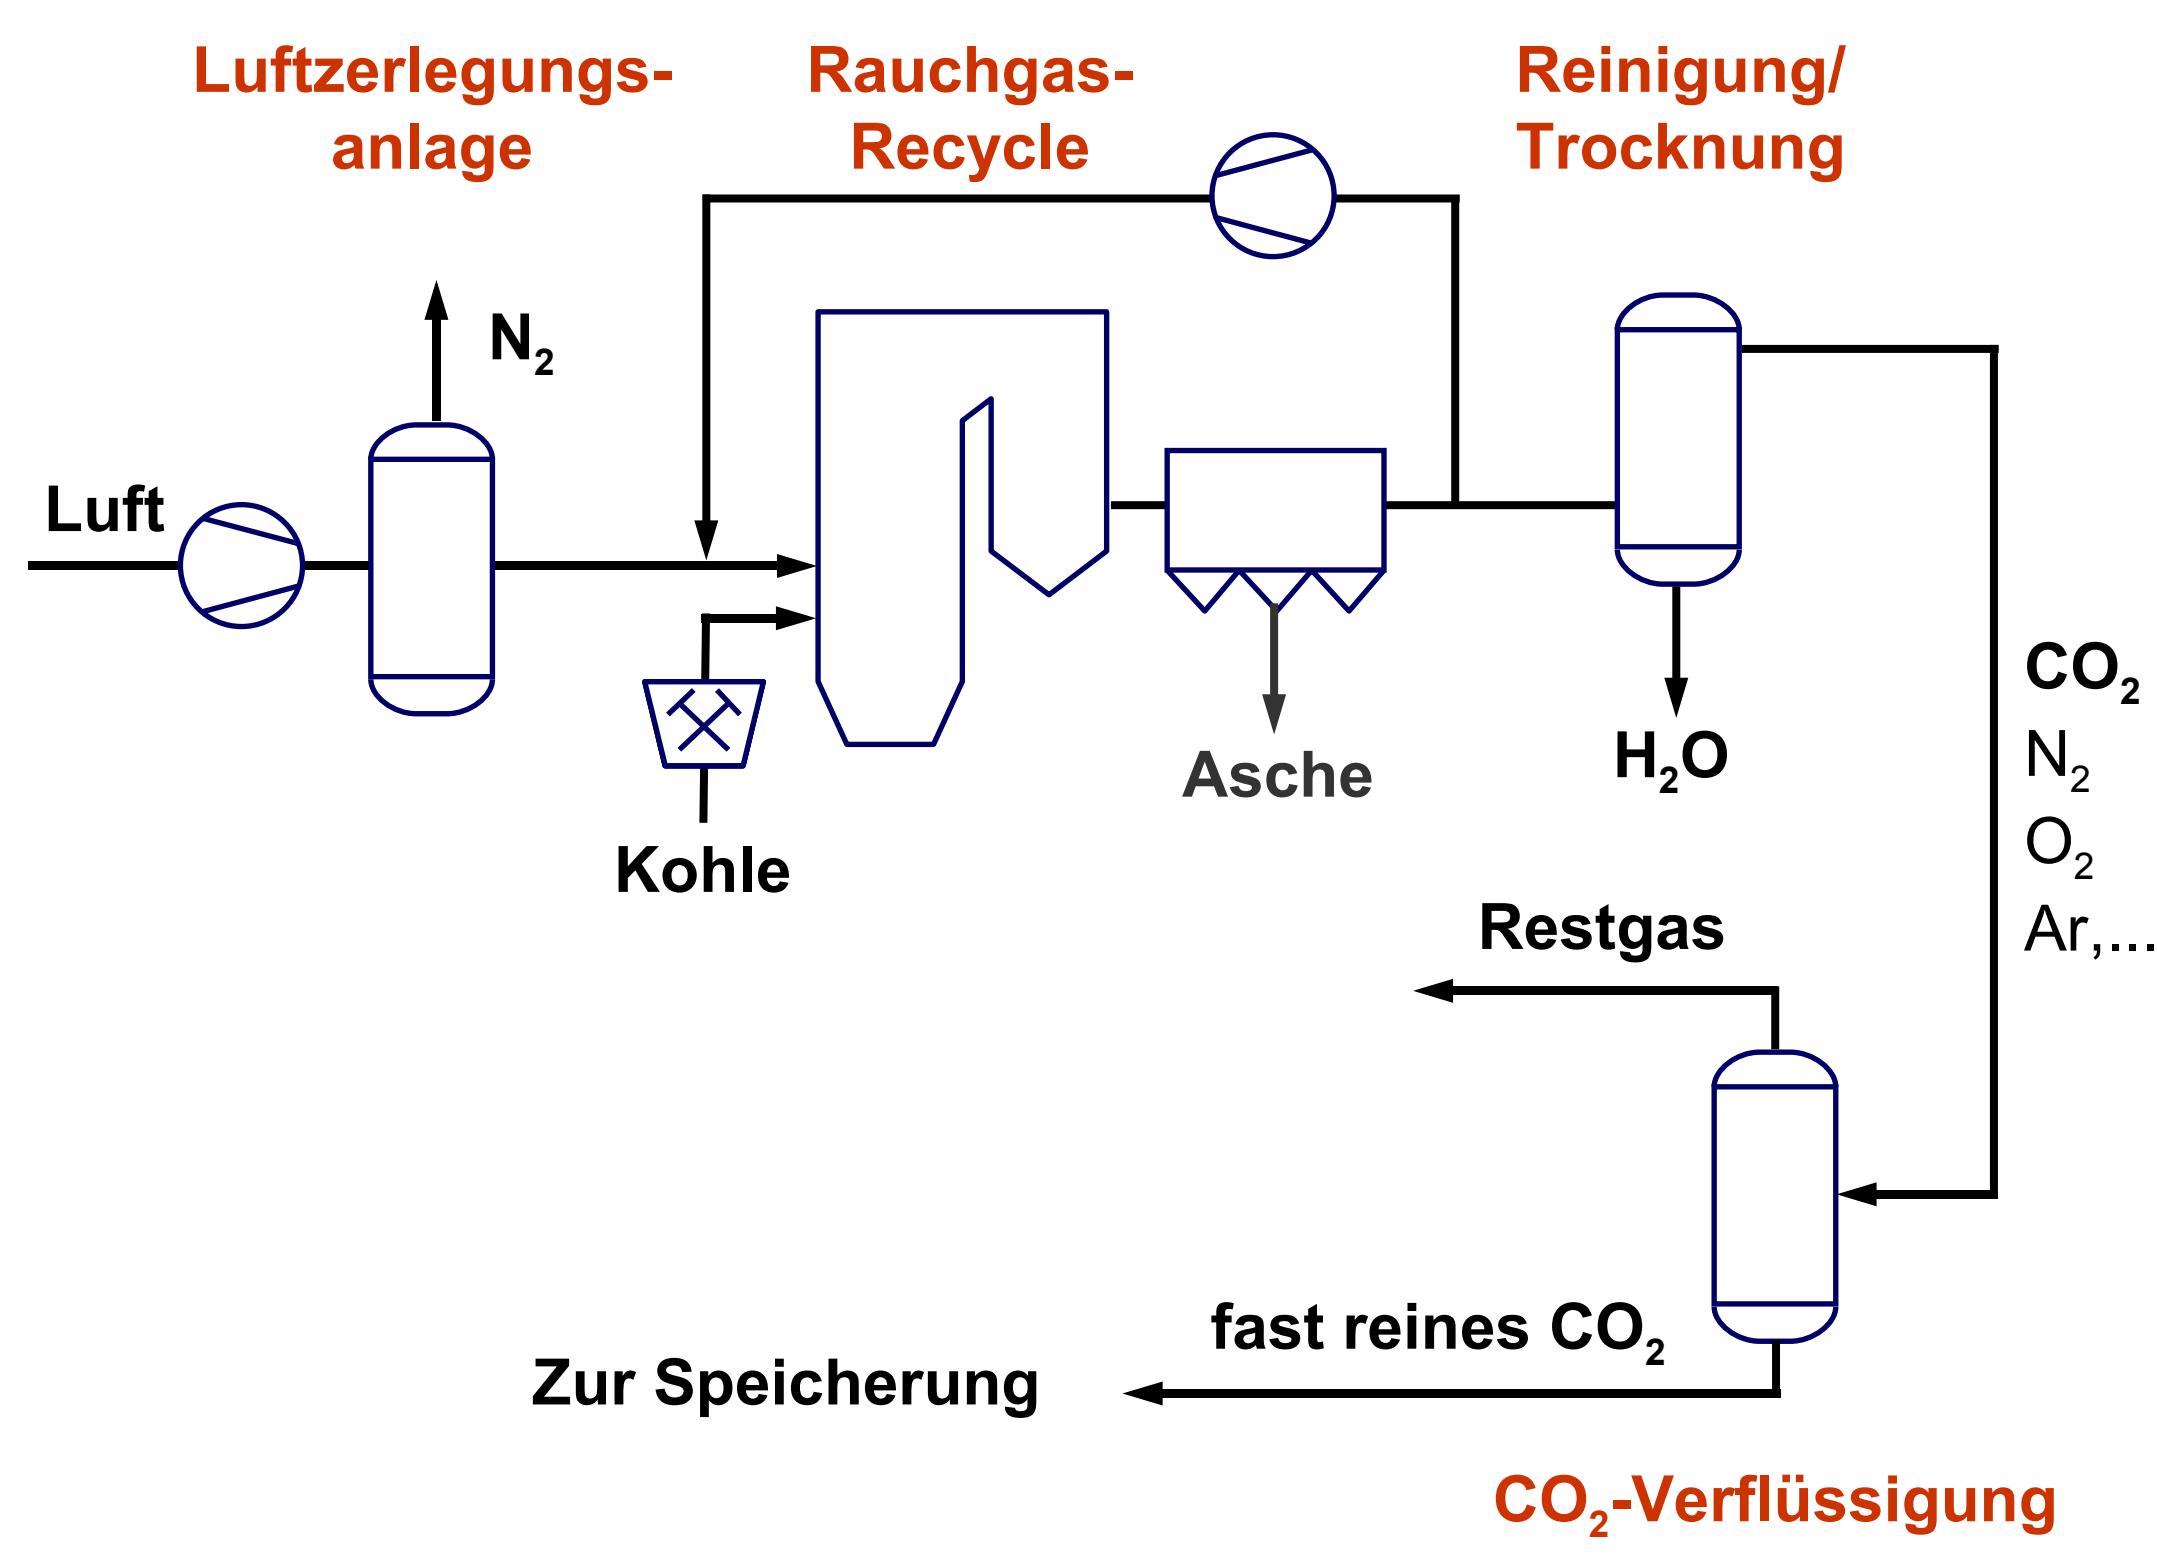 Luftzerlegungs-
anlage
Rauchgas-
Recycle
Reinigung/
Trocknung
N₂
Luft
Kohle
Asche
H₂O
CO₂
N₂
O₂
Ar,...
Restgas
fast reines CO₂
Zur Speicherung
CO₂-Verflüssigung